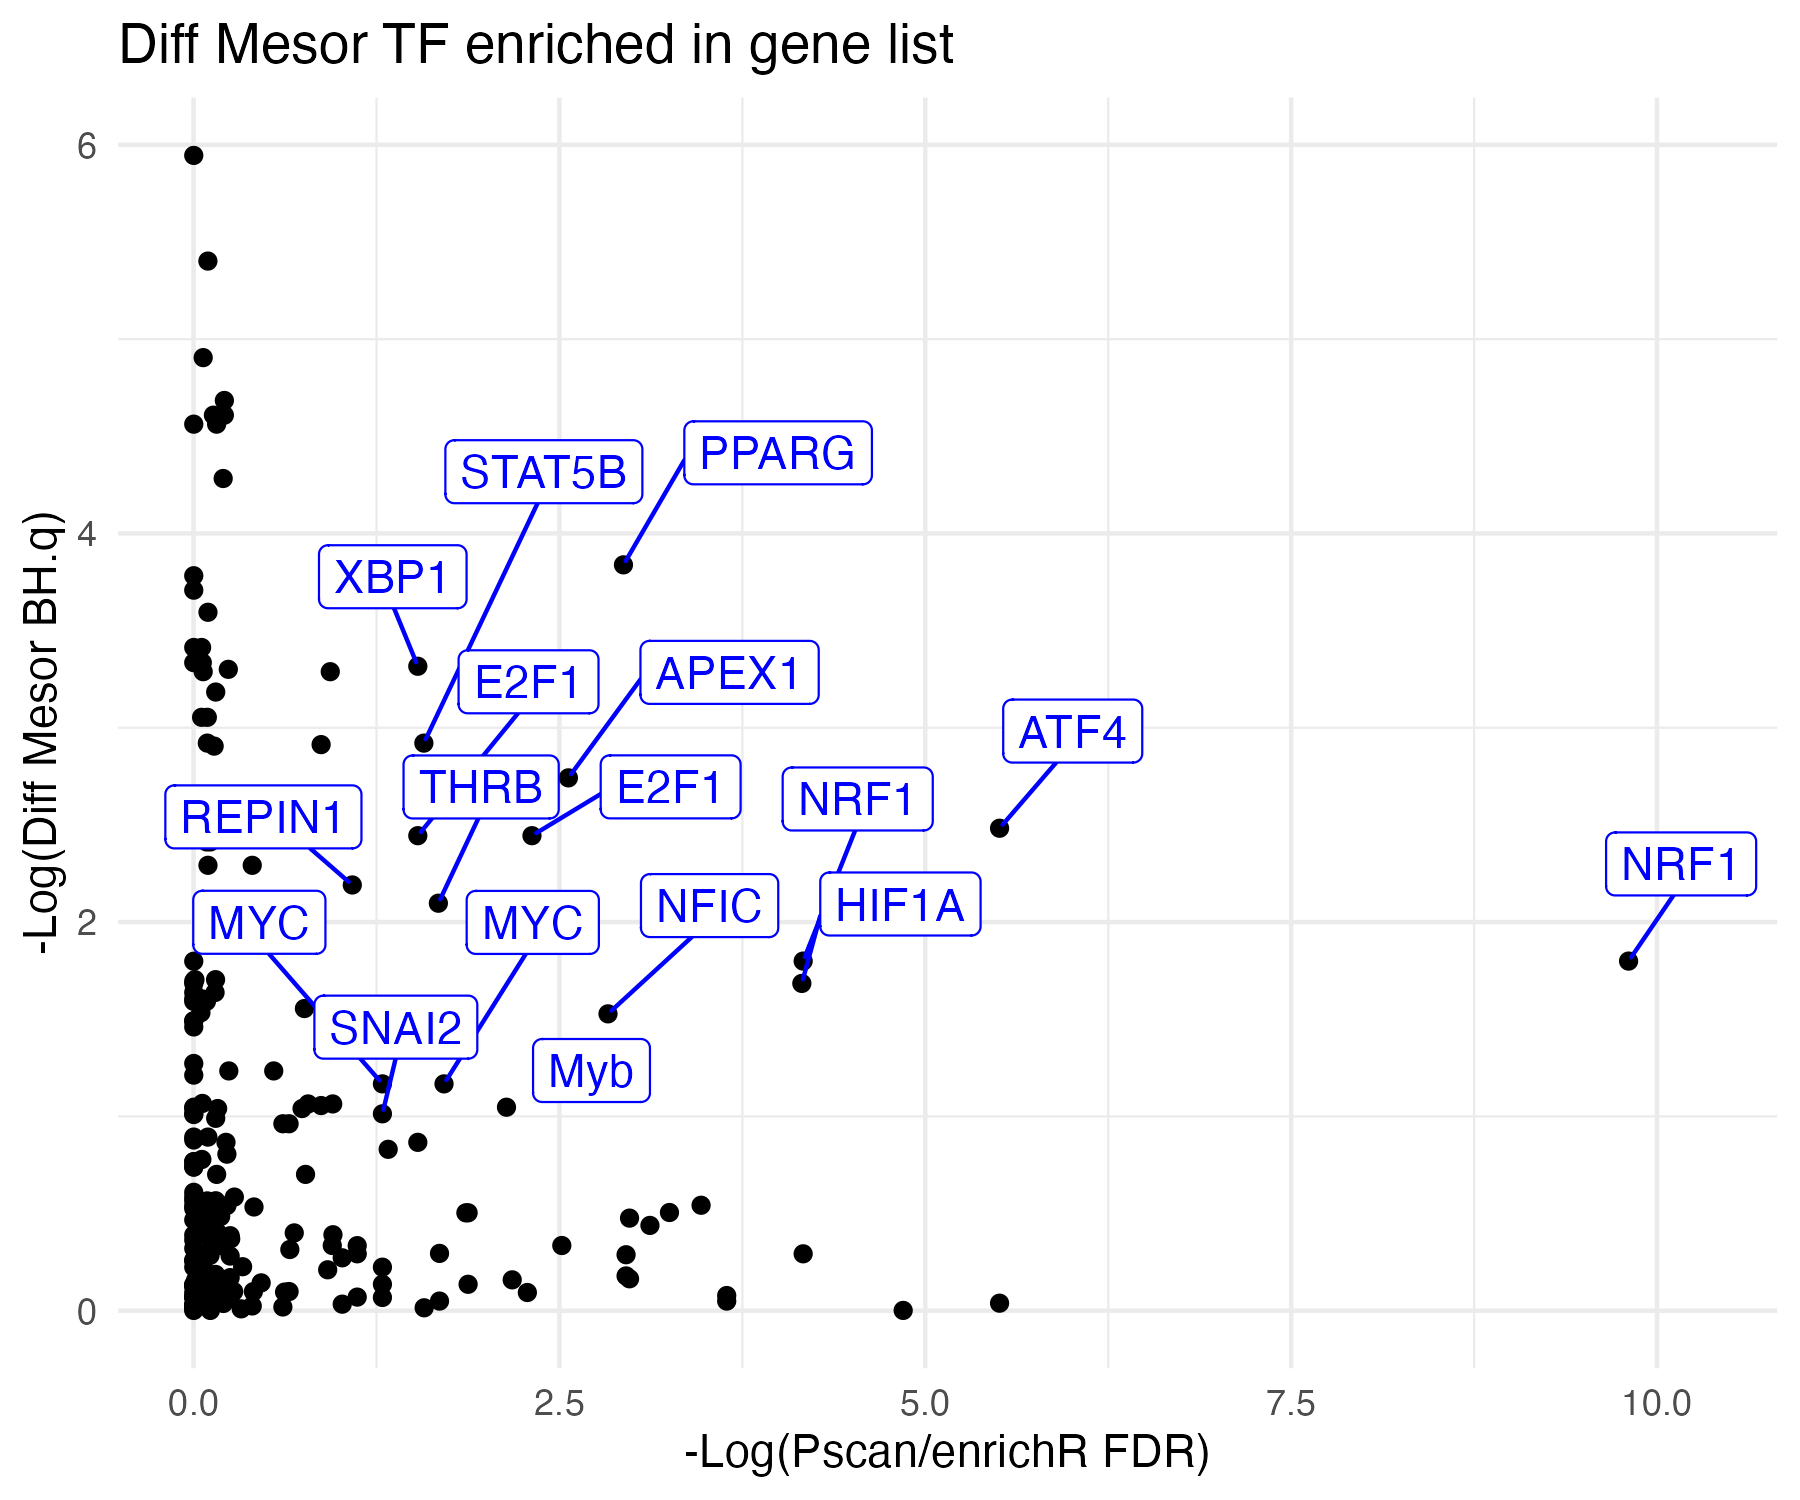 Diff Mesor TF enriched in gene list
-Log(Diff Mesor BH.q)
6
4
2
0
PPARG
STAT5B
XBP1
E2F1
APEX1
ATF4
THRB
E2F1
NRF1
REPIN1
NRF1
MYC
MYC
NFIC
HIF1A
SNAI2
Myb
0.0
2.5
5.0
7.5
10.0
-Log(Pscan/enrichR FDR)